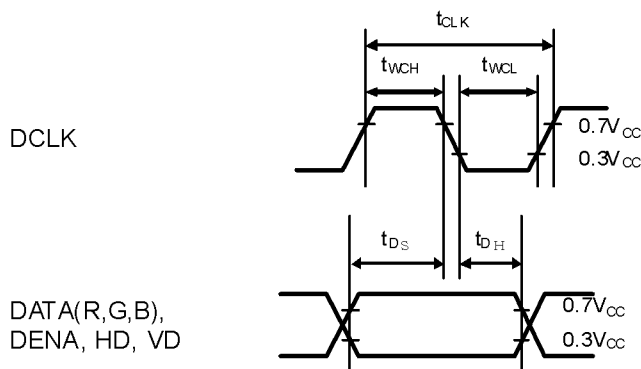 tCLK
tWCH tWCL
DCLK
0.7VCC
0.3VCC
tDS tDH
DATA(R,G,B),
DENA, HD, VD
0.7VCC
0.3VCC